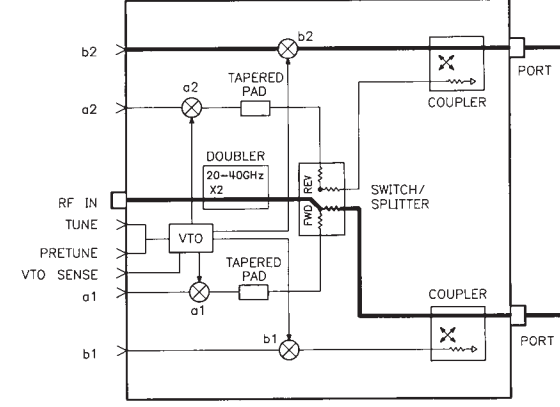 b2
b2
PORT
COUPLER
a2
a2
TAPERED
PAD
DOUBLER
20-40GHz
X2
REV
FWD
SWITCH/
SPLITTER
RF IN
TUNE
VTO
PRETUNE
VTO SENSE
TAPERED
PAD
a1
a1
COUPLER
PORT
b1
b1